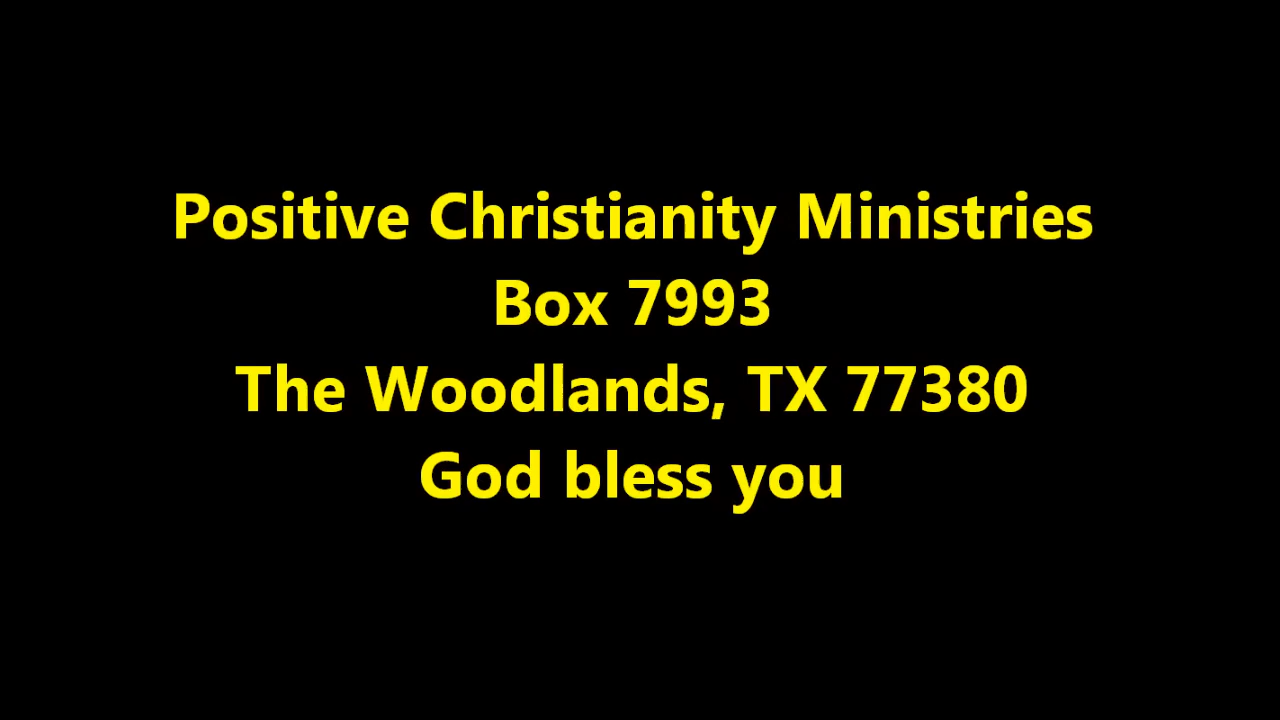 Positive Christianity Ministries
Box 7993
The Woodlands, TX 77380
God bless you